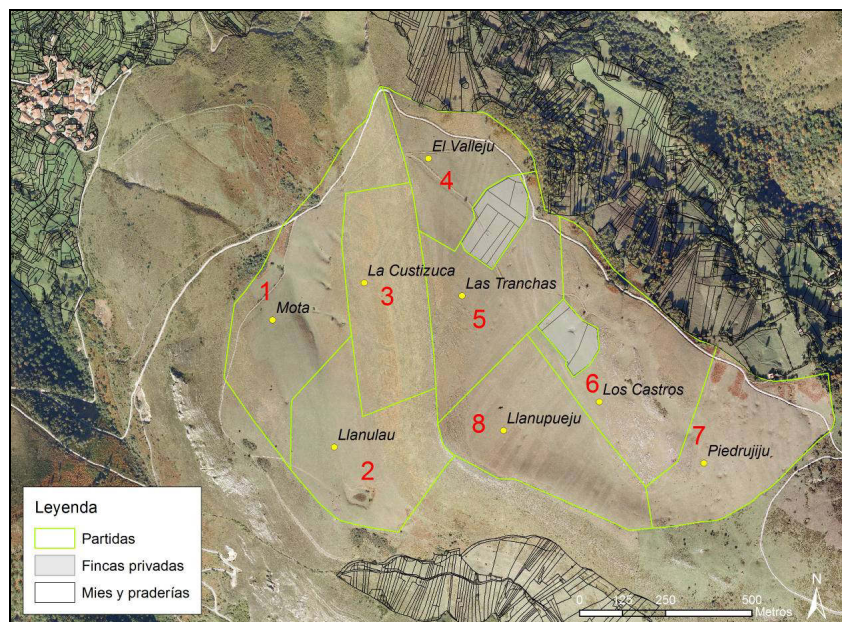 El Valleju
4
La Custizuca
3
Las Tranchas
5
1
Mota
6
Los Castros
8
Llanupueju
7
Piedrujiju
Llanulau
2
Leyenda
Partidas
Fincas privadas
Mies y praderías
N
0 125 250 500
Metros